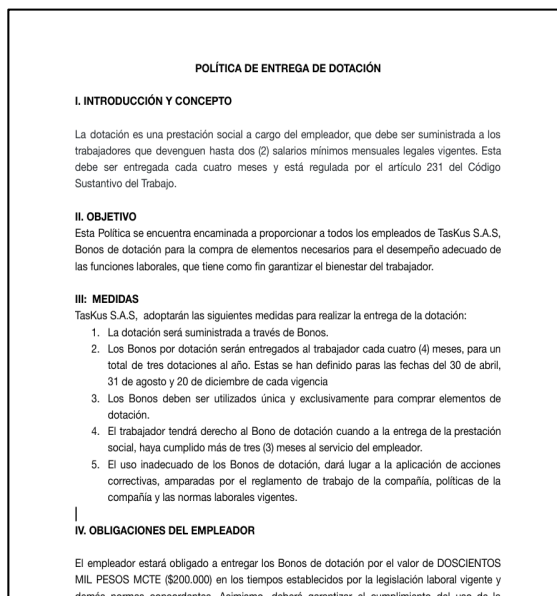 POLÍTICA DE ENTREGA DE DOTACIÓN
I. INTRODUCCIÓN Y CONCEPTO
La dotación es una prestación social a cargo del empleador, que debe ser suministrada a los
trabajadores que devenguen hasta dos (2) salarios mínimos mensuales legales vigentes. Esta
debe ser entregada cada cuatro meses y está regulada por el artículo 231 del Código
Sustantivo del Trabajo.
II. OBJETIVO
Esta Política se encuentra encaminada a proporcionar a todos los empleados de TasKus S.A.S,
Bonos de dotación para la compra de elementos necesarios para el desempeño adecuado de
las funciones laborales, que tiene como fin garantizar el bienestar del trabajador.
III: MEDIDAS
TasKus S.A.S, adoptarán las siguientes medidas para realizar la entrega de la dotación:
1. La dotación será suministrada a través de Bonos.
2. Los Bonos por dotación serán entregados al trabajador cada cuatro (4) meses, para un
total de tres dotaciones al año. Estas se han definido paras las fechas del 30 de abril,
31 de agosto y 20 de diciembre de cada vigencia
3. Los Bonos deben ser utilizados única y exclusivamente para comprar elementos de
dotación.
4. El trabajador tendrá derecho al Bono de dotación cuando a la entrega de la prestación
social, haya cumplido más de tres (3) meses al servicio del empleador.
5. El uso inadecuado de los Bonos de dotación, dará lugar a la aplicación de acciones
correctivas, amparadas por el reglamento de trabajo de la compañía, políticas de la
compañía y las normas laborales vigentes.
IV. OBLIGACIONES DEL EMPLEADOR
El empleador estará obligado a entregar los Bonos de dotación por el valor de DOSCIENTOS
MIL PESOS MCTE ($200.000) en los tiempos establecidos por la legislación laboral vigente y
demás normas concordantes. Asimismo, deberá garantizar el cumplimiento del uso de lo